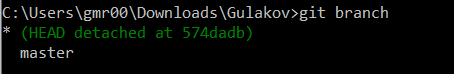 C:\Users\gmr00\Downloads\Gulakov>git branch
* (HEAD detached at 574dadb)
  master